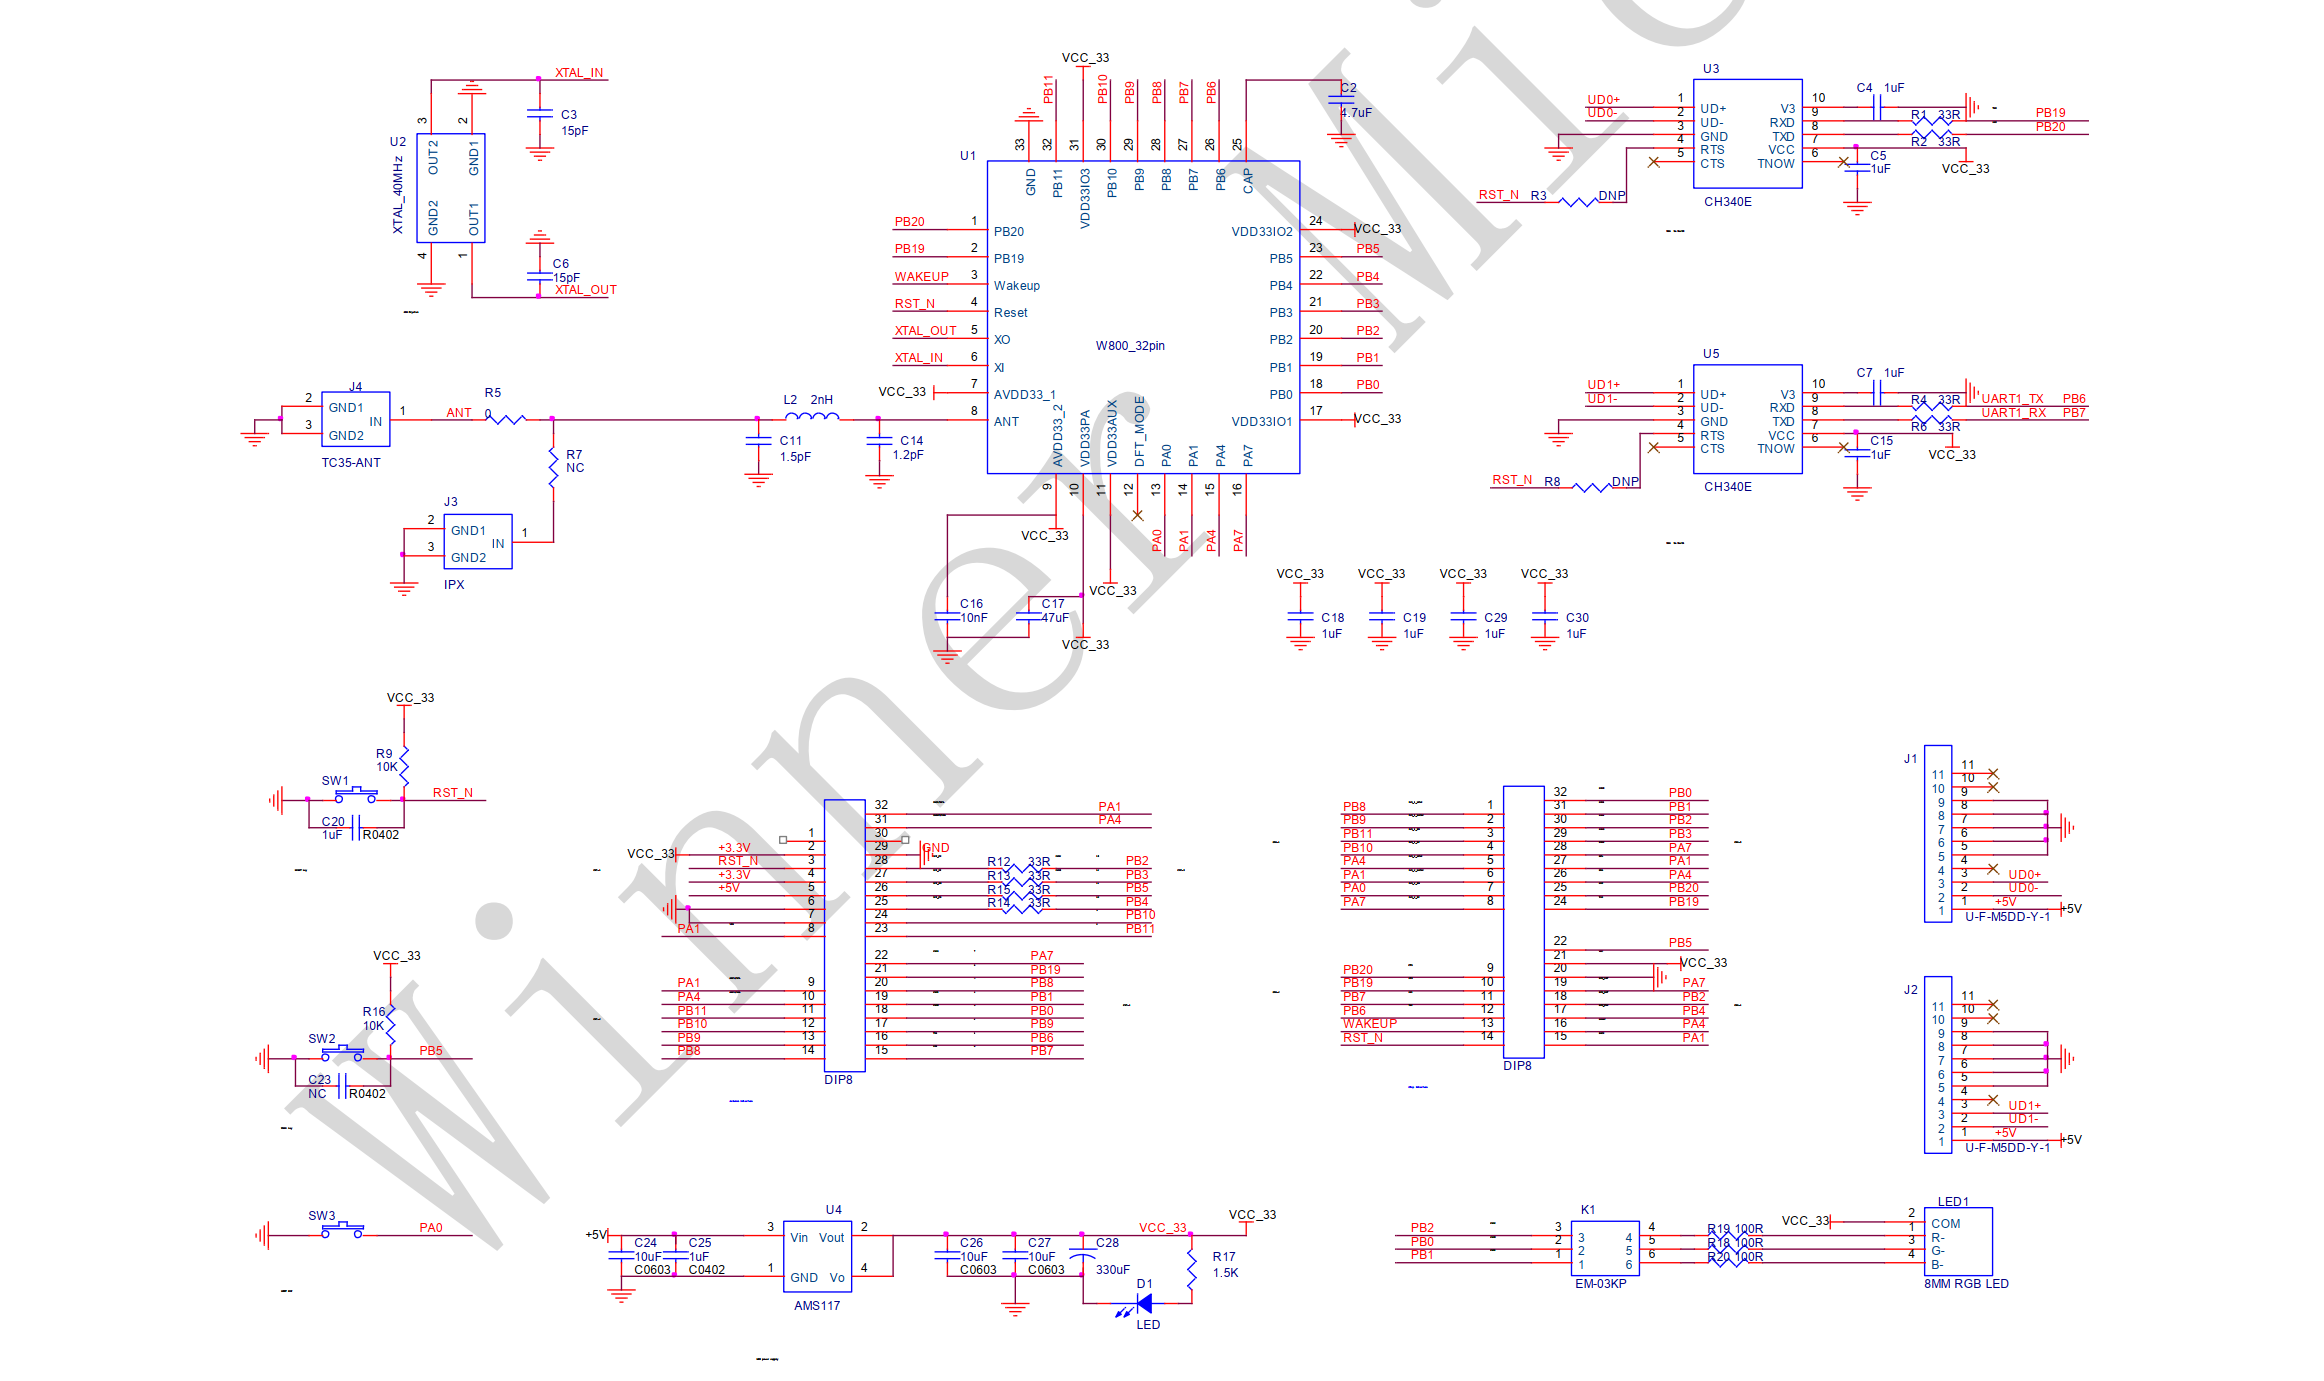 Winner Mic
XTAL_IN
C3
15pF
3
2
U2
XTAL_40MHz
OUT2
GND1
GND2
OUT1
4
1
C6
15pF
XTAL_OUT
VCC_33
PB11
PB10
PB9
PB8
PB7
PB6
C2
4.7uF
33
32
31
30
29
28
27
26
25
U1
GND
PB11
VDD33IO3
PB10
PB9
PB8
PB7
PB6
CAP
PB20 1 PB20
PB19 2 PB19
WAKEUP 3 Wakeup
RST_N 4 Reset
XTAL_OUT 5 XO
XTAL_IN 6 XI
VCC_33 7 AVDD33_1
8 ANT
W800_32pin
VDD33IO2 24 VCC_33
PB5 23 PB5
PB4 22 PB4
PB3 21 PB3
PB2 20 PB2
PB1 19 PB1
PB0 18 PB0
VDD33IO1 17 VCC_33
AVDD33_2
VDD33PA
VDD33AUX
DFT_MODE
PA0
PA1
PA4
PA7
9
10
11
12
13
14
15
16
VCC_33
PA0
PA1
PA4
PA7
VCC_33
C16
10nF
C17
47uF
VCC_33
U3
UD0+ 1 UD+
UD0- 2 UD-
3 GND
4 RTS
5 CTS
V3 10
RXD 9
TXD 8
VCC 7
TNOW 6
C4 1uF
R1 33R PB19
PB20
R2 33R
C5
1uF
VCC_33
RST_N R3 DNP
CH340E
U5
UD1+ 1 UD+
UD1- 2 UD-
3 GND
4 RTS
5 CTS
V3 10
RXD 9
TXD 8
VCC 7
TNOW 6
C7 1uF
R4 33R UART1_TX PB6
UART1_RX PB7
R6 33R
C15
1uF
VCC_33
RST_N R8 DNP
CH340E
J4
2 GND1
3 GND2
IN 1
TC35-ANT
ANT
R5
0
R7
NC
J3
2 GND1
3 GND2
IN 1
IPX
L2 2nH
C11
1.5pF
C14
1.2pF
VCC_33 VCC_33 VCC_33 VCC_33
C18 C19 C29 C30
1uF 1uF 1uF 1uF
VCC_33
R9
10K
SW1
RST_N
C20
1uF R0402
VCC_33
R16
10K
SW2
PB5
C23
NC R0402
SW3
PA0
1
VCC_33 +3.3V 2
RST_N 3
+3.3V 4
+5V 5
6
7
PA1 8
PA1 9
PA4 10
PB11 11
PB10 12
PB9 13
PB8 14
32 PA1
31 PA4
30
29 GND
28 R12 33R PB2
27 R13 33R PB3
26 R15 33R PB5
25 R14 33R PB4
24 PB10
23 PB11
22 PA7
21 PB19
20 PB8
19 PB1
18 PB0
17 PB9
16 PB6
15 PB7
DIP8
PB8 1
PB9 2
PB11 3
PB10 4
PA4 5
PA1 6
PA0 7
PA7 8
PB20 9
PB19 10
PB7 11
PB6 12
WAKEUP 13
RST_N 14
32 PB0
31 PB1
30 PB2
29 PB3
28 PA7
27 PA1
26 PA4
25 PB20
24 PB19
22 PB5
21 VCC_33
20
19 PA7
18 PB2
17 PB4
16 PA4
15 PA1
DIP8
J1
11 11
10 10
9 9
8 8
7 7
6 6
5 5
4 4
3 3 UD0+
2 2 UD0-
1 1 +5V +5V
U-F-M5DD-Y-1
J2
11 11
10 10
9 9
8 8
7 7
6 6
5 5
4 4
3 3 UD1+
2 2 UD1-
1 1 +5V +5V
U-F-M5DD-Y-1
+5V
C24
10uF
C0603
C25
1uF
C0402
U4
3 Vin Vout 2
1 GND Vo 4
AMS117
C26
10uF
C0603
C27
10uF
C0603
C28
330uF
VCC_33
VCC_33
R17
1.5K
D1
LED
K1
PB2 3 3 4 4
PB0 2 2 5 5
PB1 1 1 6 6
EM-03KP
R19 100R
R18 100R
R20 100R
LED1
VCC_33 2 COM
1 R-
3 G-
4 B-
8MM RGB LED